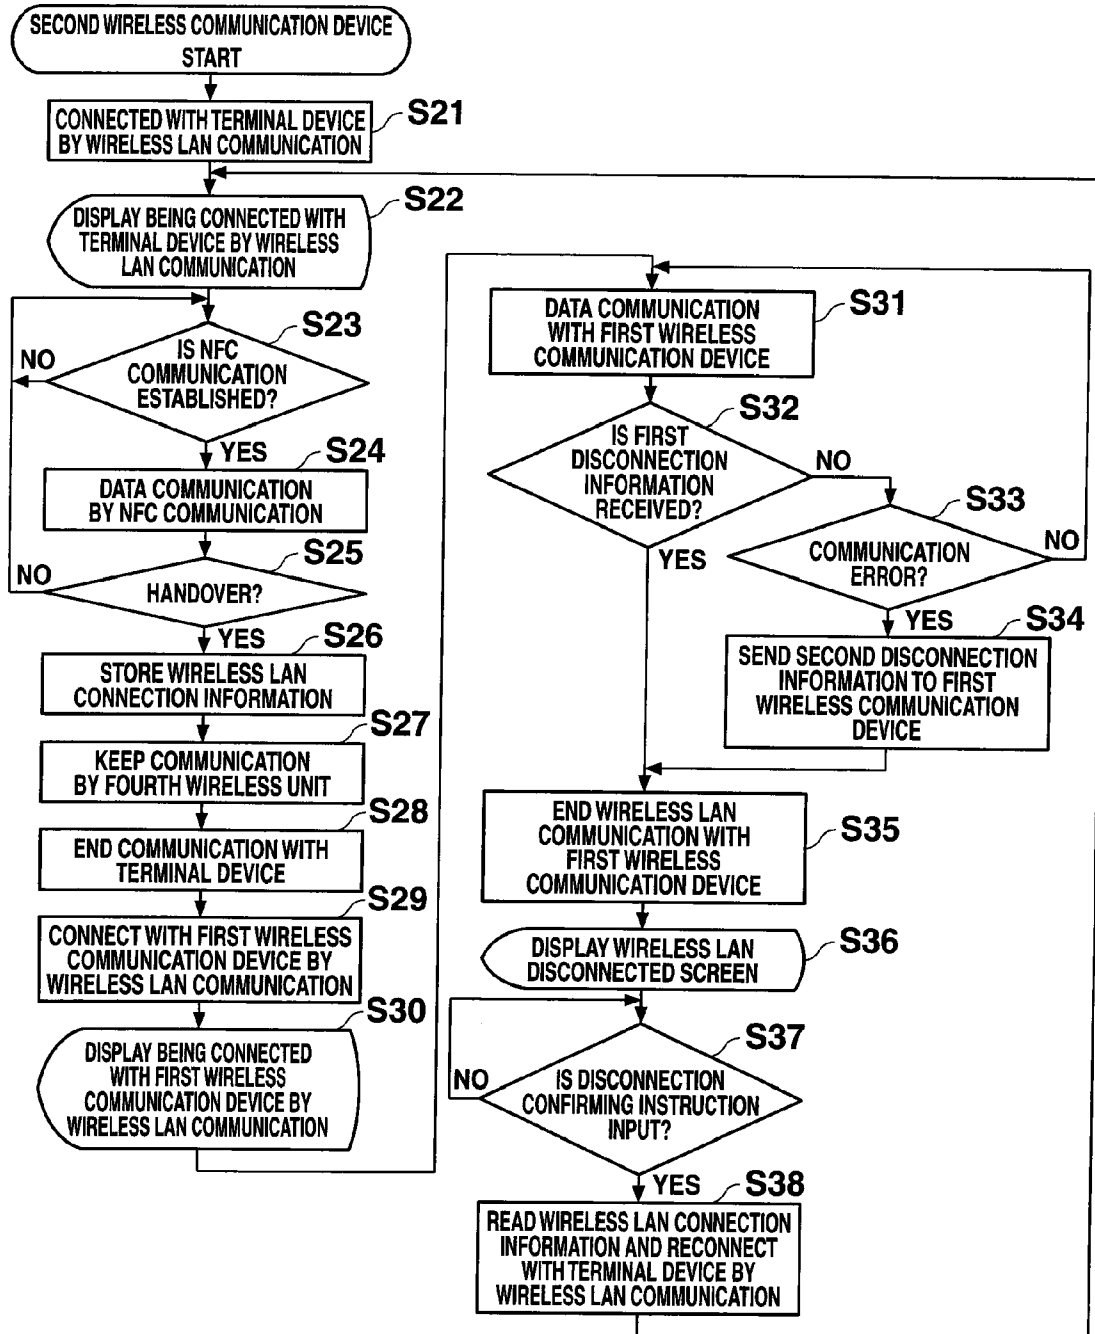 SECOND WIRELESS COMMUNICATION DEVICE
START
S21
CONNECTED WITH TERMINAL DEVICE
BY WIRELESS LAN COMMUNICATION
S22
DISPLAY BEING CONNECTED WITH
TERMINAL DEVICE BY WIRELESS
LAN COMMUNICATION
S23
IS NFC
COMMUNICATION
ESTABLISHED?
NO
YES
S24
DATA COMMUNICATION
BY NFC COMMUNICATION
S25
HANDOVER?
NO
YES
S26
STORE WIRELESS LAN
CONNECTION INFORMATION
S27
KEEP COMMUNICATION
BY FOURTH WIRELESS UNIT
S28
END COMMUNICATION WITH
TERMINAL DEVICE
S29
CONNECT WITH FIRST WIRELESS
COMMUNICATION DEVICE BY
WIRELESS LAN COMMUNICATION
S30
DISPLAY BEING CONNECTED
WITH FIRST WIRELESS
COMMUNICATION DEVICE BY
WIRELESS LAN COMMUNICATION
S31
DATA COMMUNICATION
WITH FIRST WIRELESS
COMMUNICATION DEVICE
S32
IS FIRST
DISCONNECTION
INFORMATION
RECEIVED?
NO
YES
S33
COMMUNICATION
ERROR?
NO
YES
S34
SEND SECOND DISCONNECTION
INFORMATION TO FIRST
WIRELESS COMMUNICATION
DEVICE
S35
END WIRELESS LAN
COMMUNICATION WITH
FIRST WIRELESS
COMMUNICATION DEVICE
S36
DISPLAY WIRELESS LAN
DISCONNECTED SCREEN
S37
IS DISCONNECTION
CONFIRMING INSTRUCTION
INPUT?
NO
YES
S38
READ WIRELESS LAN CONNECTION
INFORMATION AND RECONNECT
WITH TERMINAL DEVICE BY
WIRELESS LAN COMMUNICATION